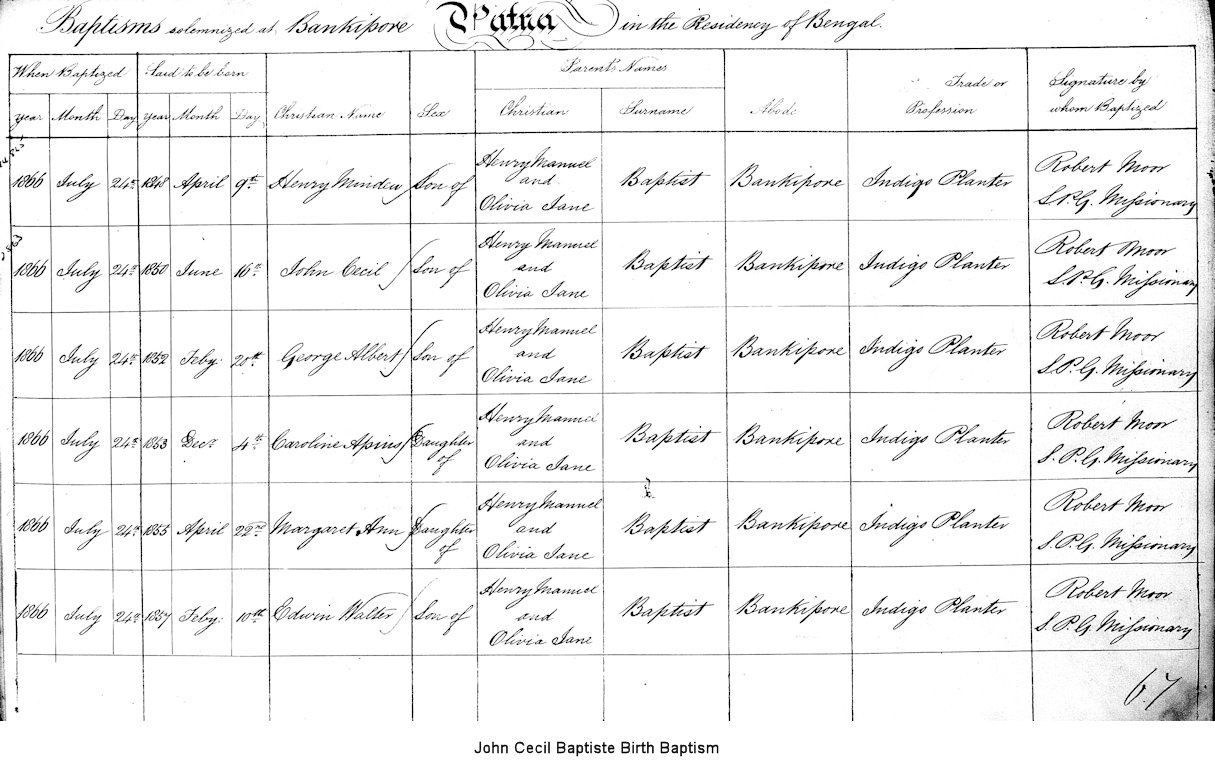 Baptisms solemnized at Bankipore Patna in the Residency of Bengal.
When Baptized Said to be born Parent's Names
Year Month Day Year Month Day Christian Name Sex Christian Surname Abode Trade or Profession Signature by whom Baptized
1866 July 24th 1848 April 9th Henry Son of Henry Manuel and Olivia Jane Baptist Bankipore Indigo Planter Robert Moor S.P.G. Missionary
1866 July 24th 1850 June 16th John Cecil Son of Henry Manuel and Olivia Jane Baptist Bankipore Indigo Planter Robert Moor S.P.G. Missionary
1866 July 24th 1852 Feby. 20th George Albert Son of Henry Manuel and Olivia Jane Baptist Bankipore Indigo Planter Robert Moor S.P.G. Missionary
1866 July 24th 1853 Decr. 4th Caroline Daughter of Henry Manuel and Olivia Jane Baptist Bankipore Indigo Planter Robert Moor S.P.G. Missionary
1866 July 24th 1855 April 22nd Margaret Ann Daughter of Henry Manuel and Olivia Jane Baptist Bankipore Indigo Planter Robert Moor S.P.G. Missionary
1866 July 24th 1857 Feby. 10th Edwin Walter Son of Henry Manuel and Olivia Jane Baptist Bankipore Indigo Planter Robert Moor S.P.G. Missionary
67
John Cecil Baptiste Birth Baptism